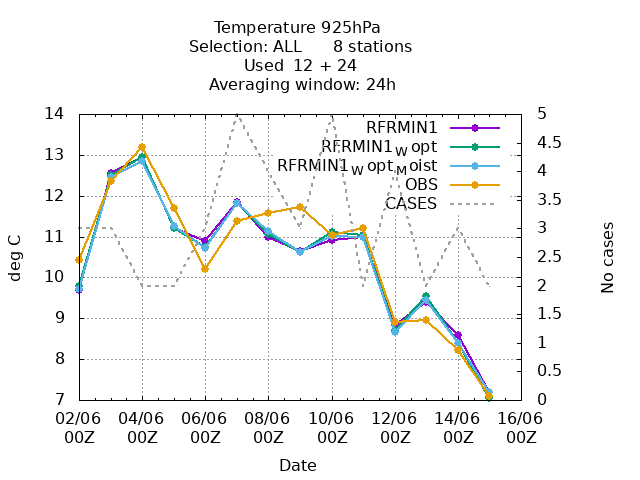 Temperature 925hPa
Selection: ALL 8 stations
Used 12 + 24
Averaging window: 24h
RFRMIN1
RFRMIN1W opt
RFRMIN1W optM oist
OBS
CASES
deg C
14
13
12
11
10
9
8
7
No cases
5
4.5
4
3.5
3
2.5
2
1.5
1
0.5
0
02/06 04/06 06/06 08/06 10/06 12/06 14/06 16/06
00Z 00Z 00Z 00Z 00Z 00Z 00Z 00Z
Date